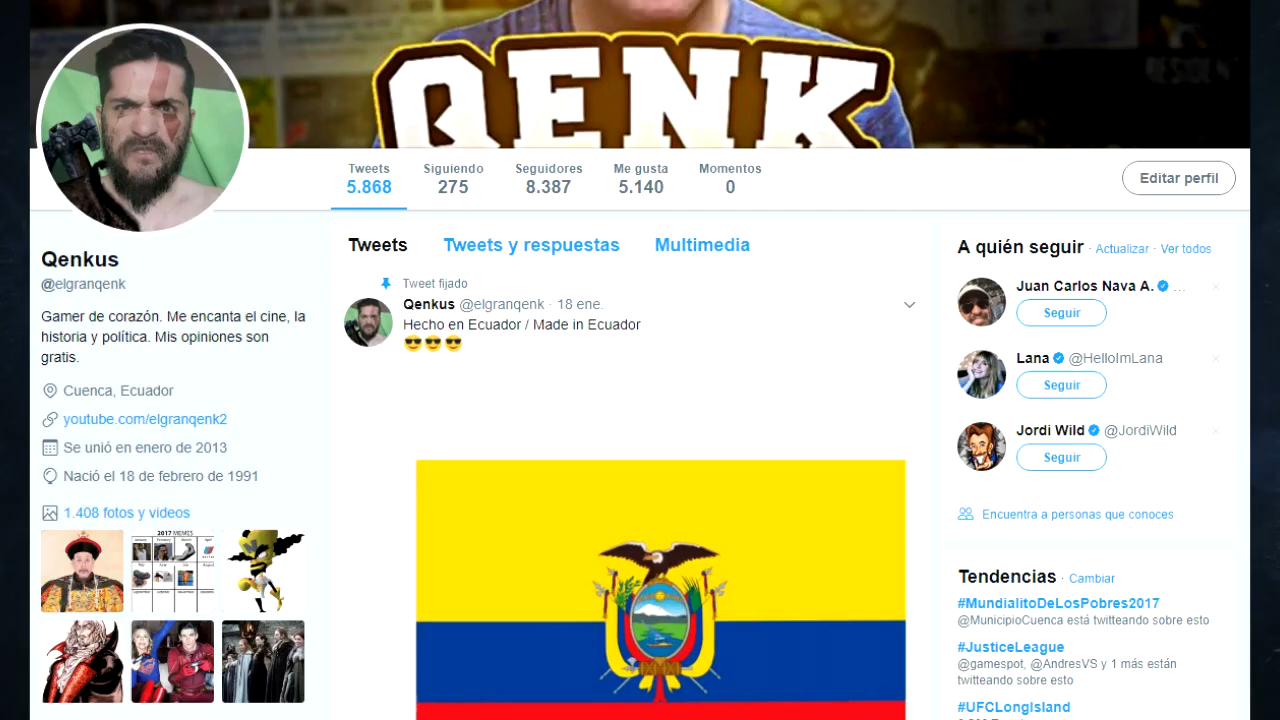 QENK
RESIDEN
Tweets
5.868
Siguiendo
275
Seguidores
8.387
Me gusta
5.140
Momentos
0
Editar perfil
Qenkus
@elgranqenk
Gamer de corazón. Me encanta el cine, la
historia y política. Mis opiniones son
gratis.
Cuenca, Ecuador
youtube.com/elgranqenk2
Se unió en enero de 2013
Nació el 18 de febrero de 1991
1.408 fotos y videos
2017 MEMES
Tweets Tweets y respuestas Multimedia
Tweet fijado
Qenkus @elgranqenk · 18 ene.
Hecho en Ecuador / Made in Ecuador
😎😎😎
A quién seguir · Actualizar · Ver todos
Juan Carlos Nava A. ...
Seguir
Lana @HelloImLana
Seguir
Jordi Wild @JordiWild
Seguir
Encuentra a personas que conoces
Tendencias · Cambiar
#MundialitoDeLosPobres2017
@MunicipioCuenca está twitteando sobre esto
#JusticeLeague
@gamespot, @AndresVS y 1 más están
twitteando sobre esto
#UFCLongIsland